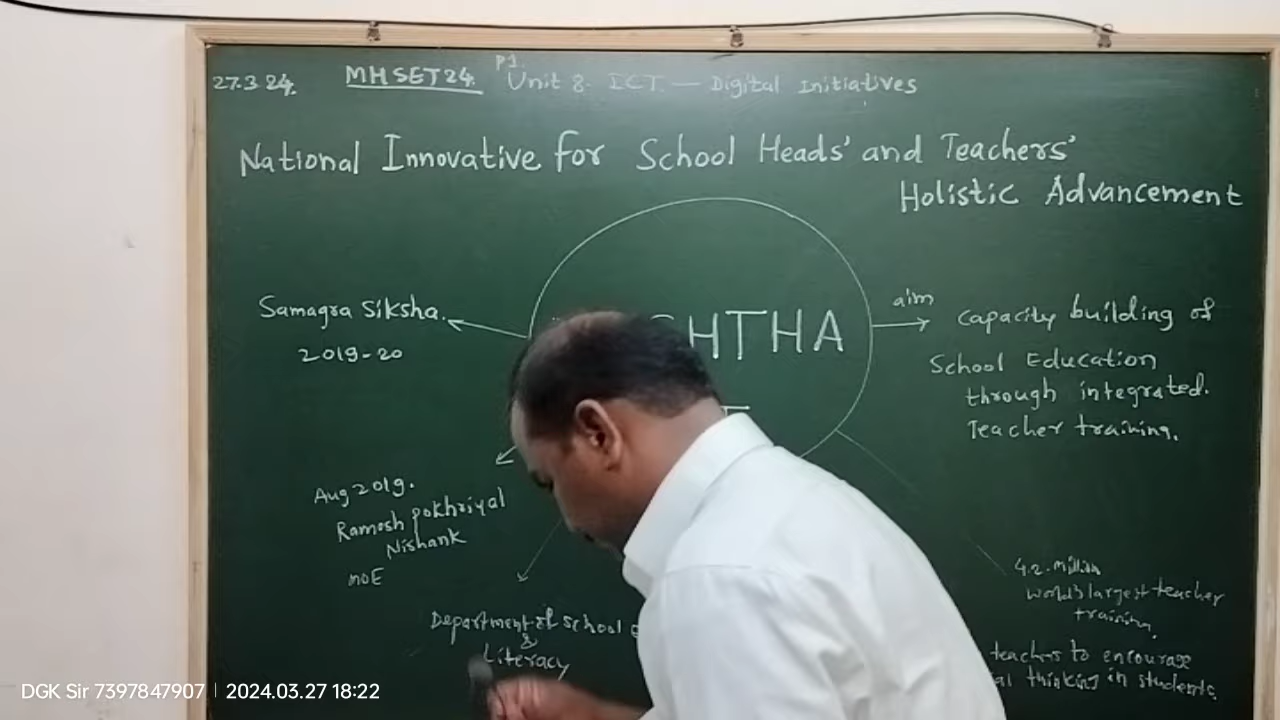 27.3.24. MHSET24. P1. Unit 8. ICT. — Digital Initiatives
National Innovative for School Heads' and Teachers'
Holistic Advancement
Samagra Siksha.
2019-20
SHTHA
aim
capacity building of
School Education
through integrated.
Teacher training.
Aug 2019.
Ramesh Pokhriyal
Nishank
MoE
Department of school
&
Literacy
4.2. million
world's largest teacher
training.
teachers to encourage
al thinking in students.
DGK Sir 7397847907 | 2024.03.27 18:22